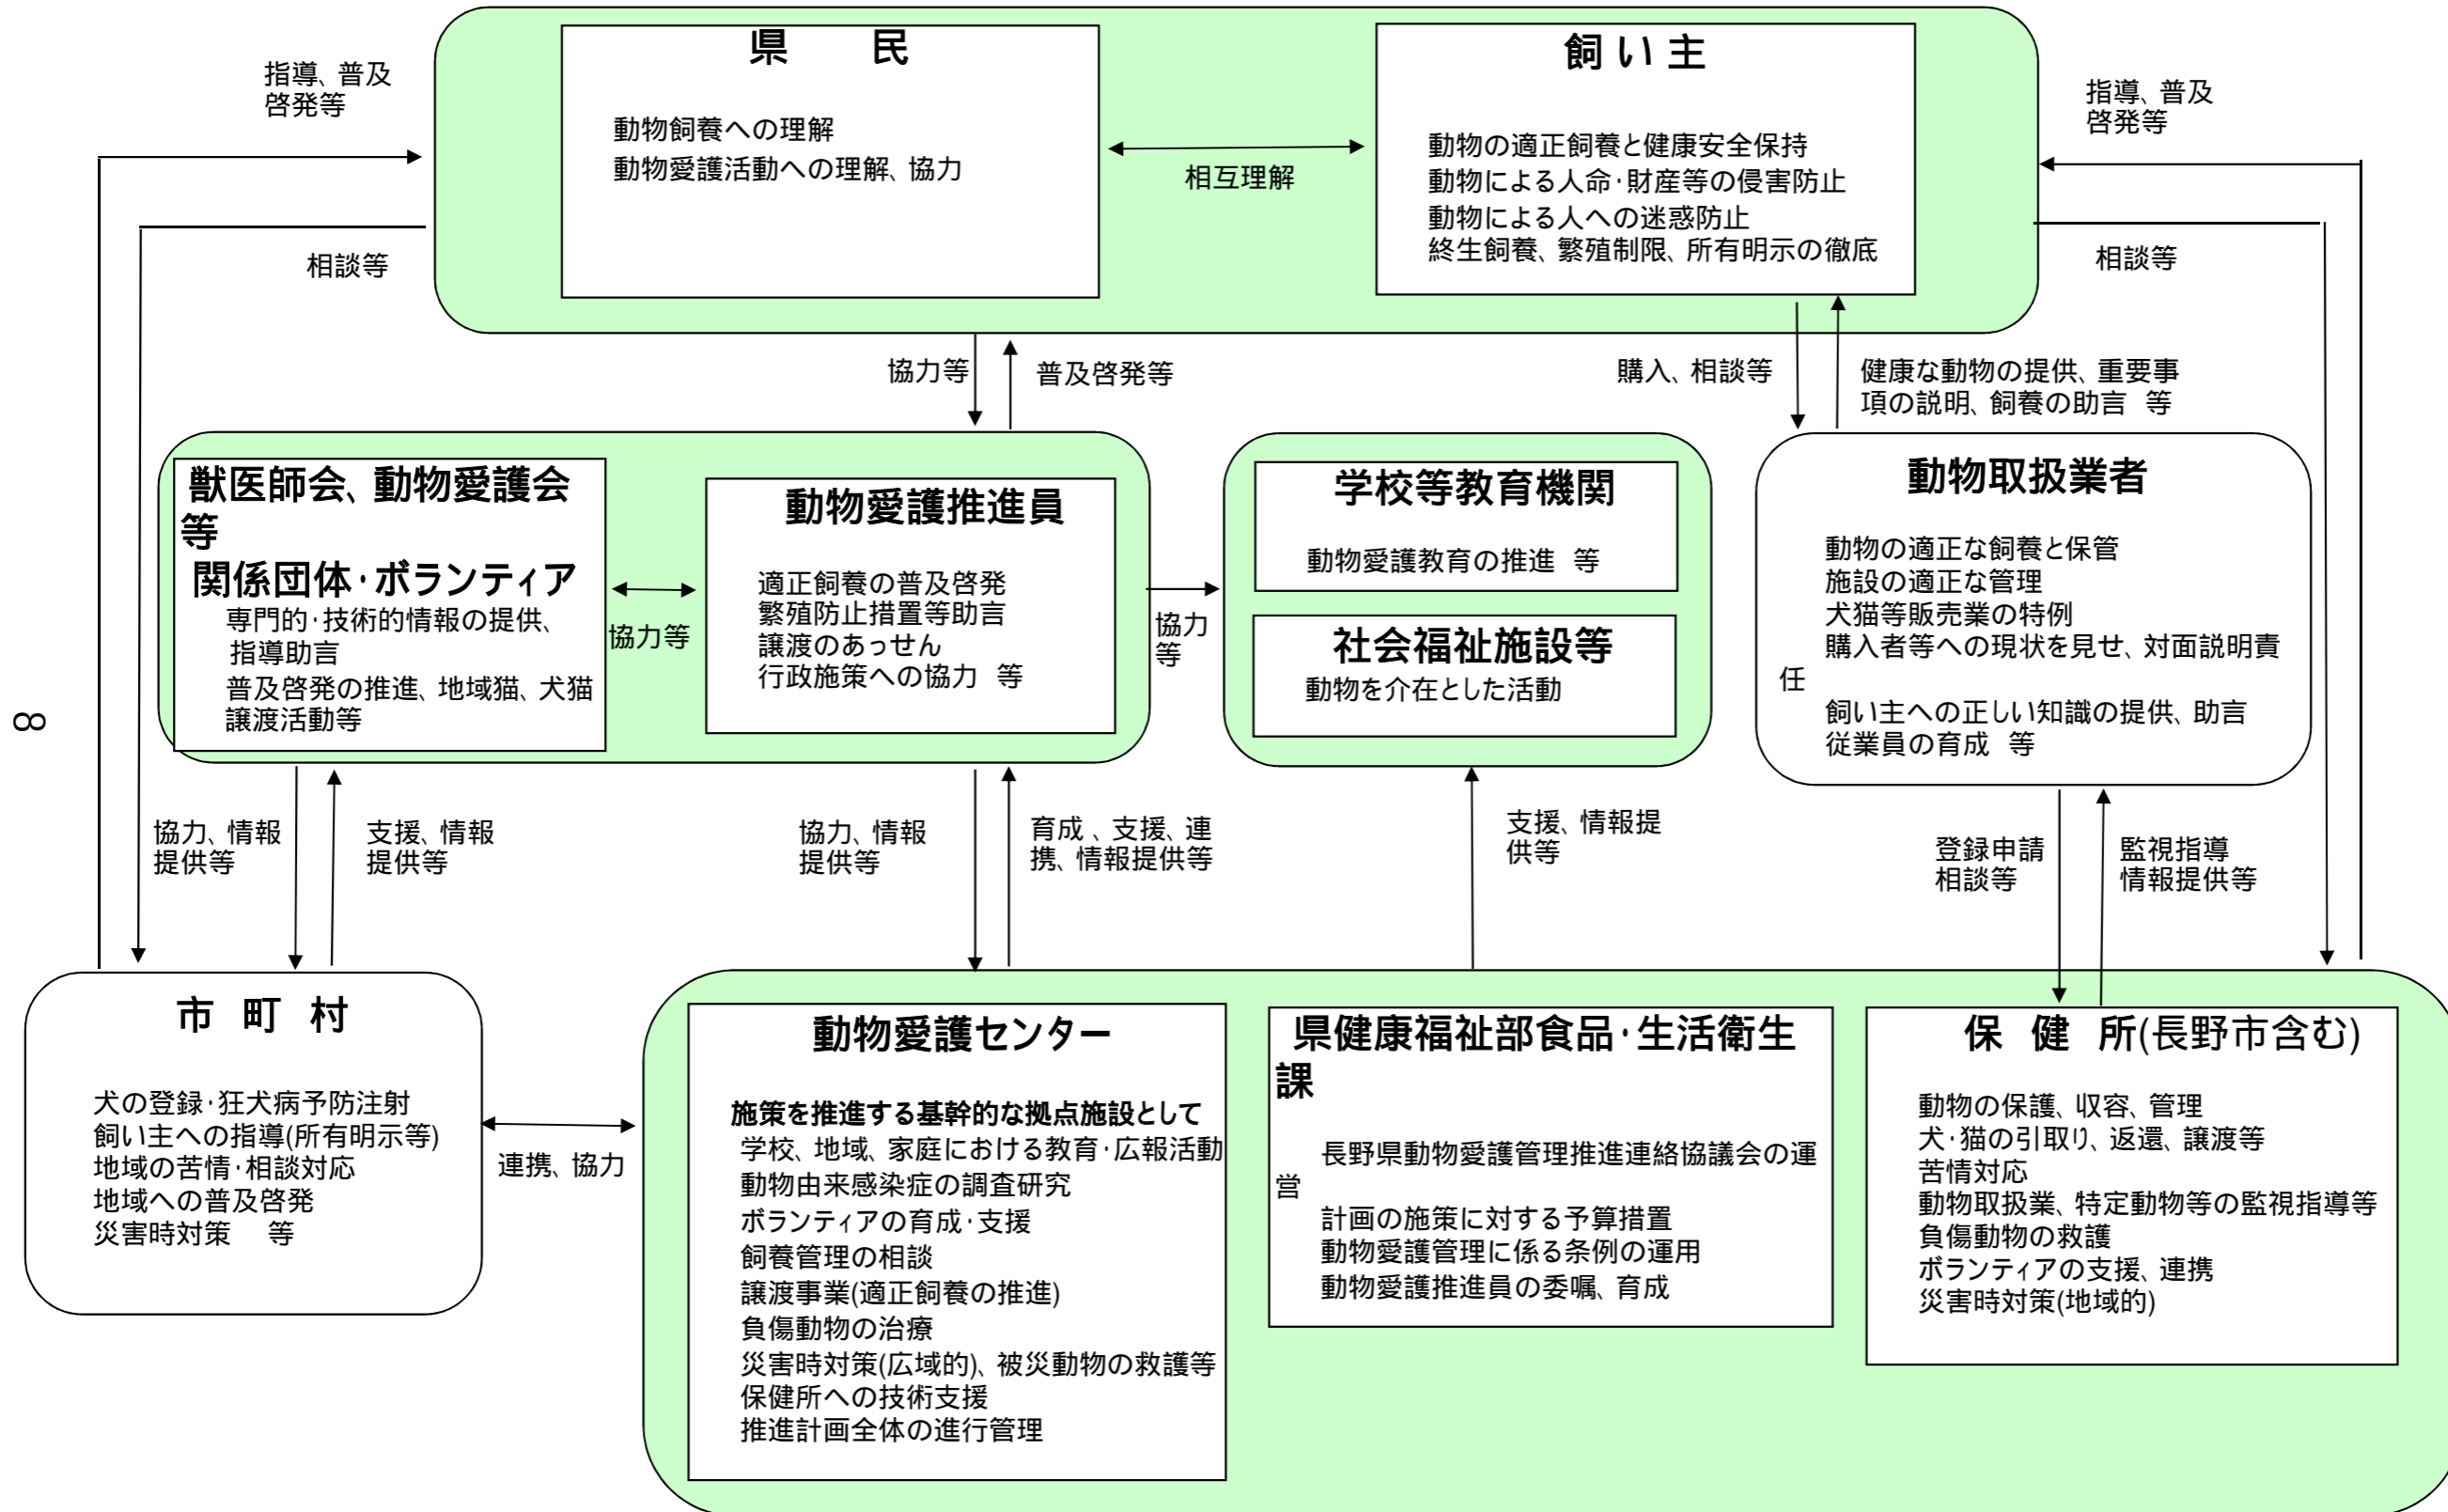 県　民
動物飼養への理解
動物愛護活動への理解、協力
相互理解
飼い主
動物の適正飼養と健康安全保持
動物による人命・財産等の侵害防止
動物による人への迷惑防止
終生飼養、繁殖制限、所有明示の徹底
指導、普及
啓発等
相談等
指導、普及
啓発等
相談等
協力等
普及啓発等
購入、相談等
健康な動物の提供、重要事
項の説明、飼養の助言 等
獣医師会、動物愛護会
等
関係団体・ボランティア
専門的・技術的情報の提供、
指導助言
普及啓発の推進、地域猫、犬猫
譲渡活動等
協力等
動物愛護推進員
適正飼養の普及啓発
繁殖防止措置等助言
譲渡のあっせん
行政施策への協力 等
協力
等
学校等教育機関
動物愛護教育の推進 等
社会福祉施設等
動物を介在とした活動
動物取扱業者
動物の適正な飼養と保管
施設の適正な管理
犬猫等販売業の特例
購入者等への現状を見せ、対面説明責
任
飼い主への正しい知識の提供、助言
従業員の育成 等
8
協力、情報
提供等
支援、情報
提供等
協力、情報
提供等
育成 、支援、連
携、情報提供等
支援、情報提
供等
登録申請
相談等
監視指導
情報提供等
市 町 村
犬の登録・狂犬病予防注射
飼い主への指導(所有明示等)
地域の苦情・相談対応
地域への普及啓発
災害時対策 等
連携、協力
動物愛護センター
施策を推進する基幹的な拠点施設として
学校、地域、家庭における教育・広報活動
動物由来感染症の調査研究
ボランティアの育成・支援
飼養管理の相談
譲渡事業(適正飼養の推進)
負傷動物の治療
災害時対策(広域的)、被災動物の救護等
保健所への技術支援
推進計画全体の進行管理
県健康福祉部食品・生活衛生
課
長野県動物愛護管理推進連絡協議会の運
営
計画の施策に対する予算措置
動物愛護管理に係る条例の運用
動物愛護推進員の委嘱、育成
保 健 所(長野市含む)
動物の保護、収容、管理
犬・猫の引取り、返還、譲渡等
苦情対応
動物取扱業、特定動物等の監視指導等
負傷動物の救護
ボランティアの支援、連携
災害時対策(地域的)